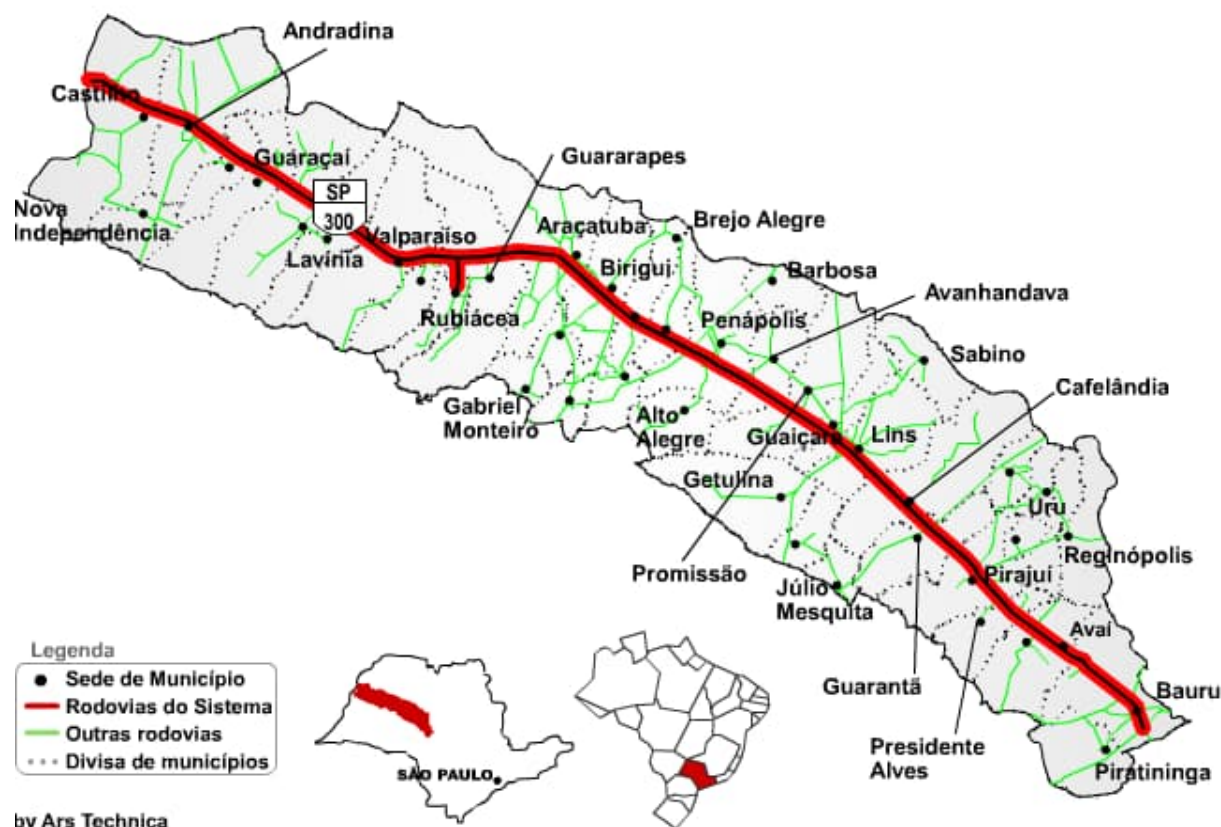 Andradina
Castilho
Guaraçaí
Guararapes
SP
300
Nova
Independência
Araçatuba
Brejo Alegre
Valparaiso
Lavínia
Birigui
Barbosa
Avanhandava
Rubiácea
Penápolis
Sabino
Cafelândia
Gabriel
Monteiro
Alto
Alegre
Guaiçara
Lins
Getulina
Uru
Promissão
Reginópolis
Júlio
Mesquita
Pirajuí
Avaí
Guarantã
Bauru
Presidente
Alves
Piratininga
Legenda
Sede de Município
Rodovias do Sistema
Outras rodovias
Divisa de municípios
SÃO PAULO
by Ars Technica